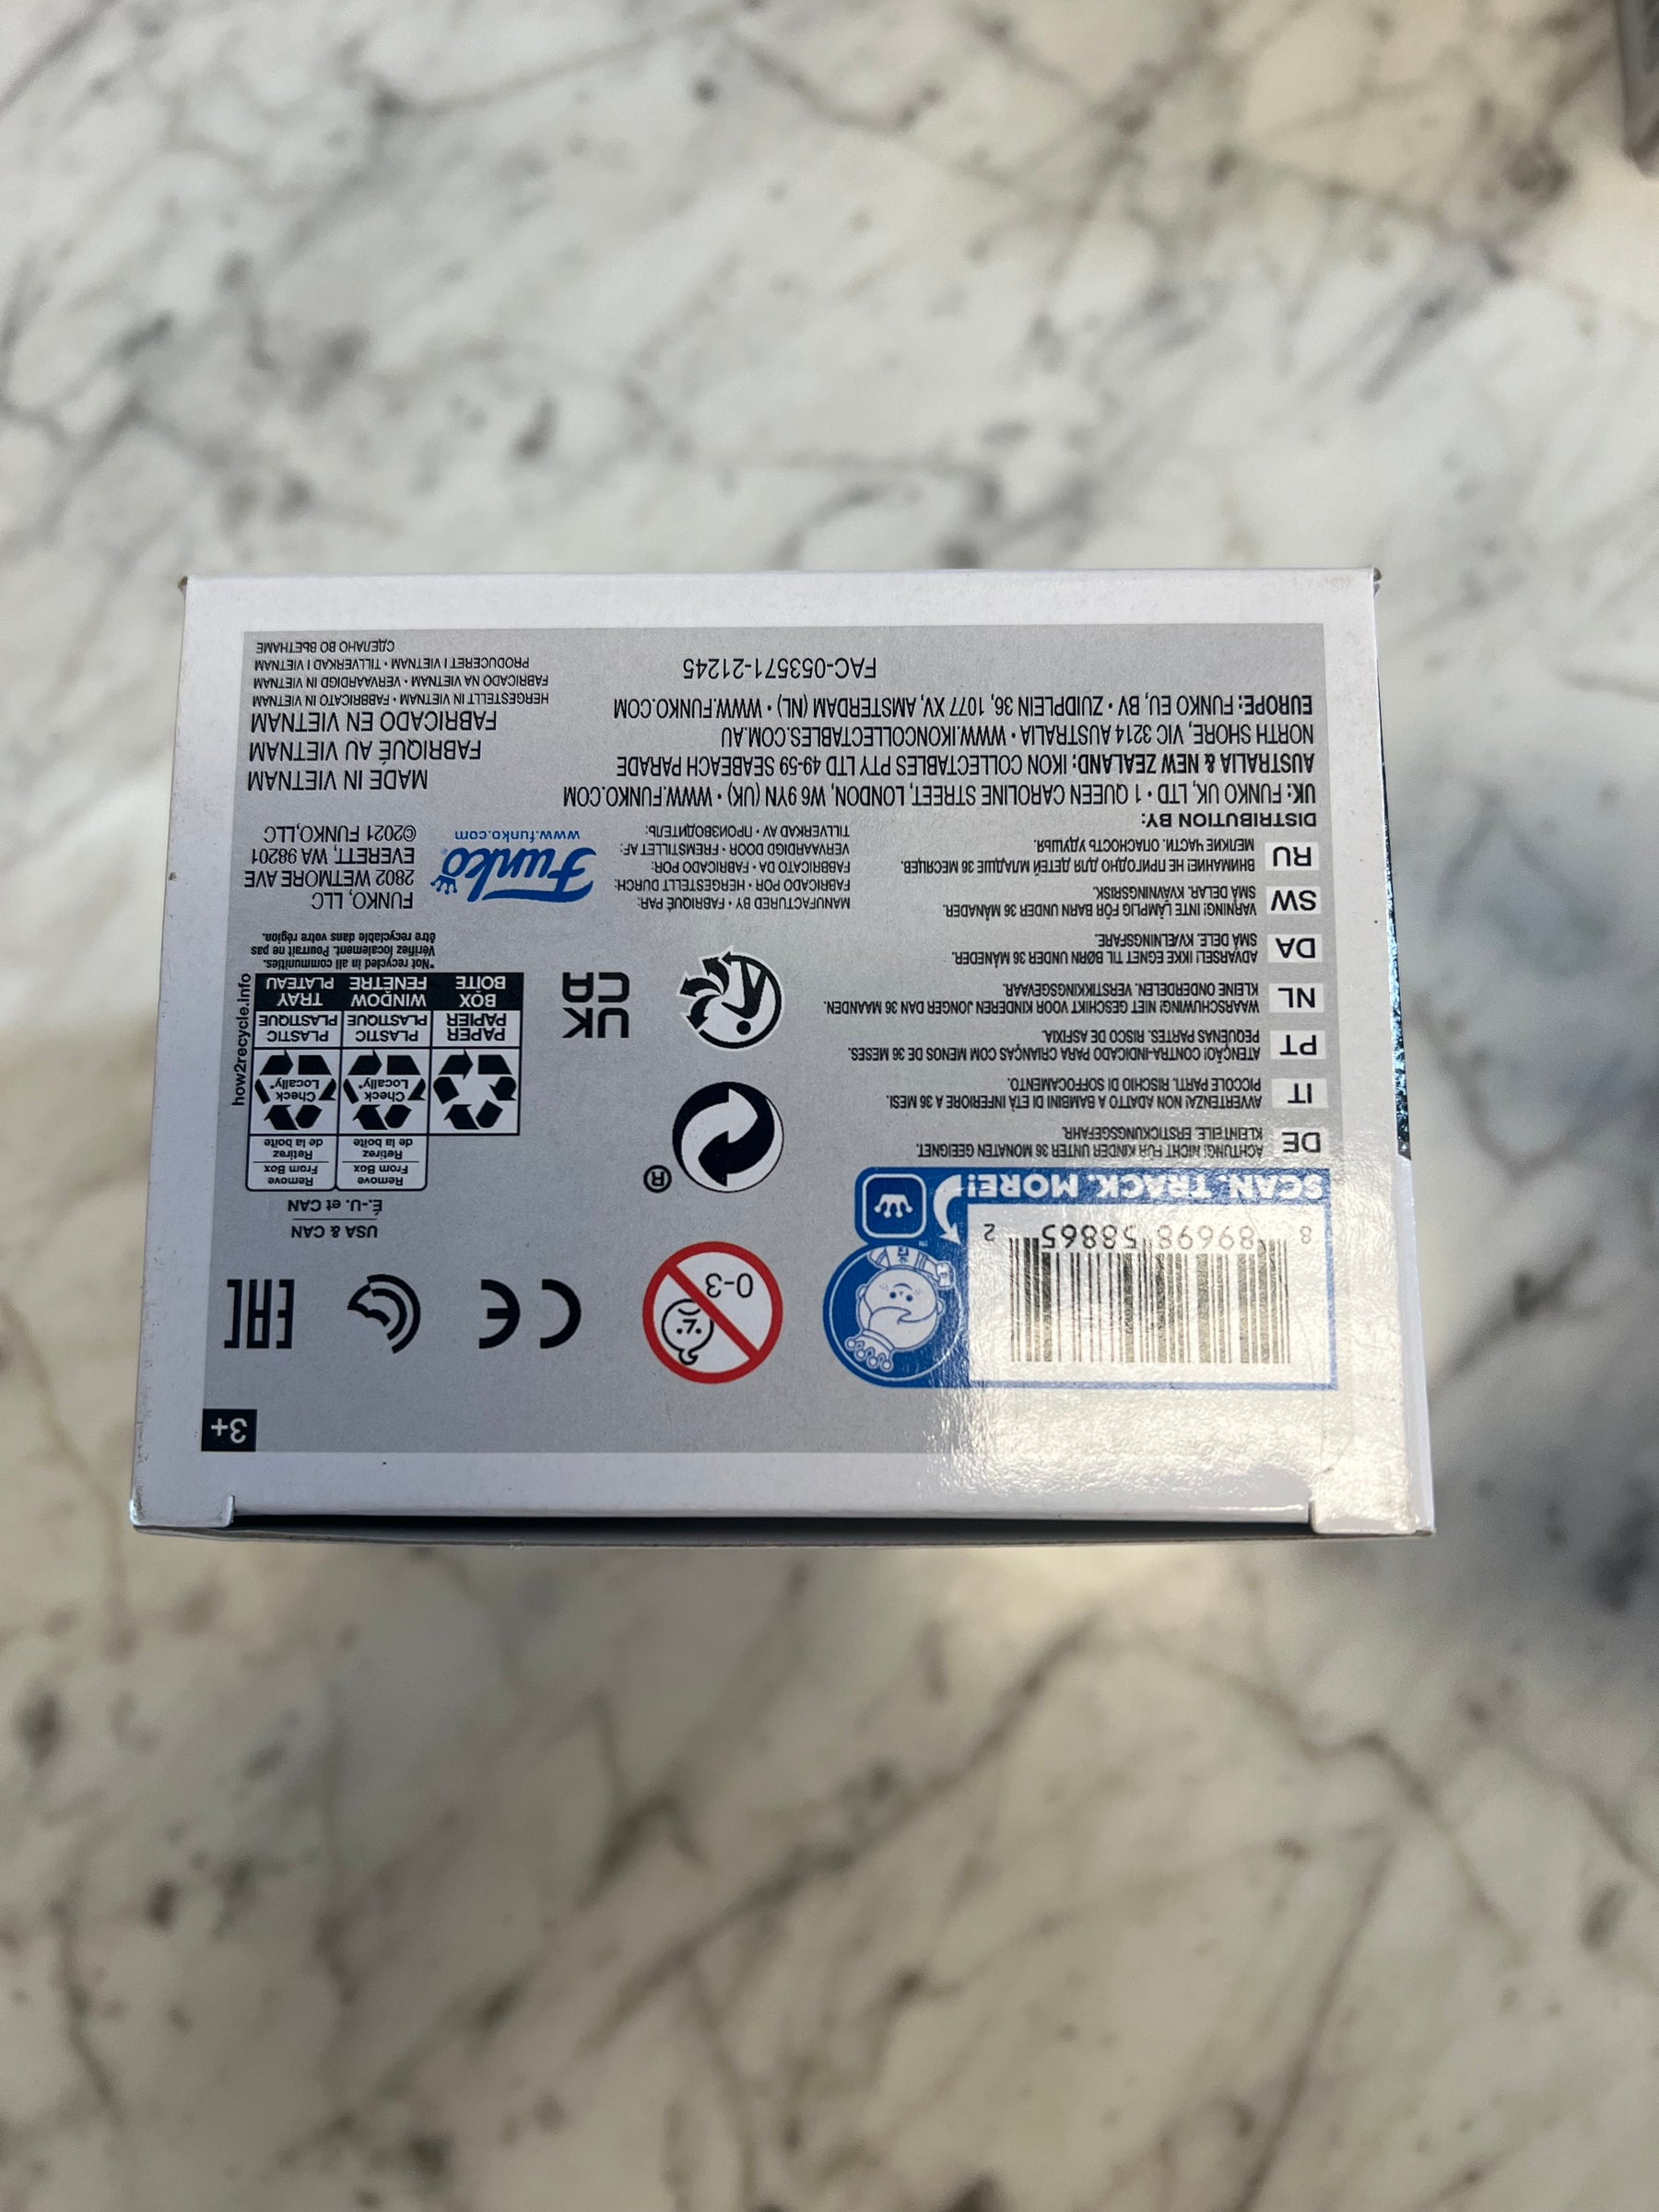 3+
8 89698 58865 2
SCAN. TRACK. MORE!
™
0-3
CE
EAC
DE ACHTUNG! NICHT FÜR KINDER UNTER 36 MONATEN GEEIGNET.
KLEINTEILE. ERSTICKUNGSGEFAHR.
IT AVVERTENZA! NON ADATTO A BAMBINI DI ETÀ INFERIORE A 36 MESI.
PICCOLE PARTI. RISCHIO DI SOFFOCAMENTO.
PT ATENÇÃO! CONTRA-INDICADO PARA CRIANÇAS COM MENOS DE 36 MESES.
PEQUENAS PARTES. RISCO DE ASFIXIA.
NL WAARSCHUWING! NIET GESCHIKT VOOR KINDEREN JONGER DAN 36 MAANDEN.
KLEINE ONDERDELEN. VERSTIKKINGSGEVAAR.
DA ADVARSEL! IKKE EGNET TIL BØRN UNDER 36 MÅNEDER.
SMÅ DELE. KVÆLNINGSFARE.
SW VARNING! INTE LÄMPLIG FÖR BARN UNDER 36 MÅNADER.
SMÅ DELAR. KVÄVNINGSRISK.
RU ВНИМАНИЕ! НЕ ПРИГОДНО ДЛЯ ДЕТЕЙ МЛАДШЕ 36 МЕСЯЦЕВ.
МЕЛКИЕ ЧАСТИ. ОПАСНОСТЬ УДУШЬЯ.
®
UK
CA
USA & CAN
É.-U. et CAN
Remove From Box
Retirez de la boîte
Remove From Box
Retirez de la boîte
Check Locally*
Check Locally*
PAPER
PAPIER
BOX
BOÎTE
PLASTIC
PLASTIQUE
WINDOW
FENÊTRE
PLASTIC
PLASTIQUE
TRAY
PLATEAU
how2recycle.info
*Not recycled in all communities.
Vérifiez localement. Pourrait ne pas
être recyclable dans votre région.
MANUFACTURED BY • FABRIQUÉ PAR:
FABRICADO POR • HERGESTELLT DURCH:
FABBRICATO DA • FABRICADO POR:
VERVAARDIGD DOOR • FREMSTILLET AF:
TILLVERKAD AV • ПРОИЗВОДИТЕЛЬ:
Funko®
www.funko.com
FUNKO, LLC
2802 WETMORE AVE
EVERETT, WA 98201
©2021 FUNKO,LLC
DISTRIBUTION BY:
UK: FUNKO UK, LTD • 1 QUEEN CAROLINE STREET, LONDON, W6 9YN (UK) • WWW.FUNKO.COM
AUSTRALIA & NEW ZEALAND: IKON COLLECTABLES PTY LTD 49-59 SEABEACH PARADE
NORTH SHORE, VIC 3214 AUSTRALIA • WWW.IKONCOLLECTABLES.COM.AU
EUROPE: FUNKO EU, BV • ZUIDPLEIN 36, 1077 XV, AMSTERDAM (NL) • WWW.FUNKO.COM
FAC-053571-21245
MADE IN VIETNAM
FABRIQUÉ AU VIETNAM
FABRICADO EN VIETNAM
HERGESTELLT IN VIETNAM • FABBRICATO IN VIETNAM
FABRICADO NA VIETNAM • VERVAARDIGD IN VIETNAM
PRODUCERET I VIETNAM • TILLVERKAD I VIETNAM
СДЕЛАНО ВО ВЬЕТНАМЕ